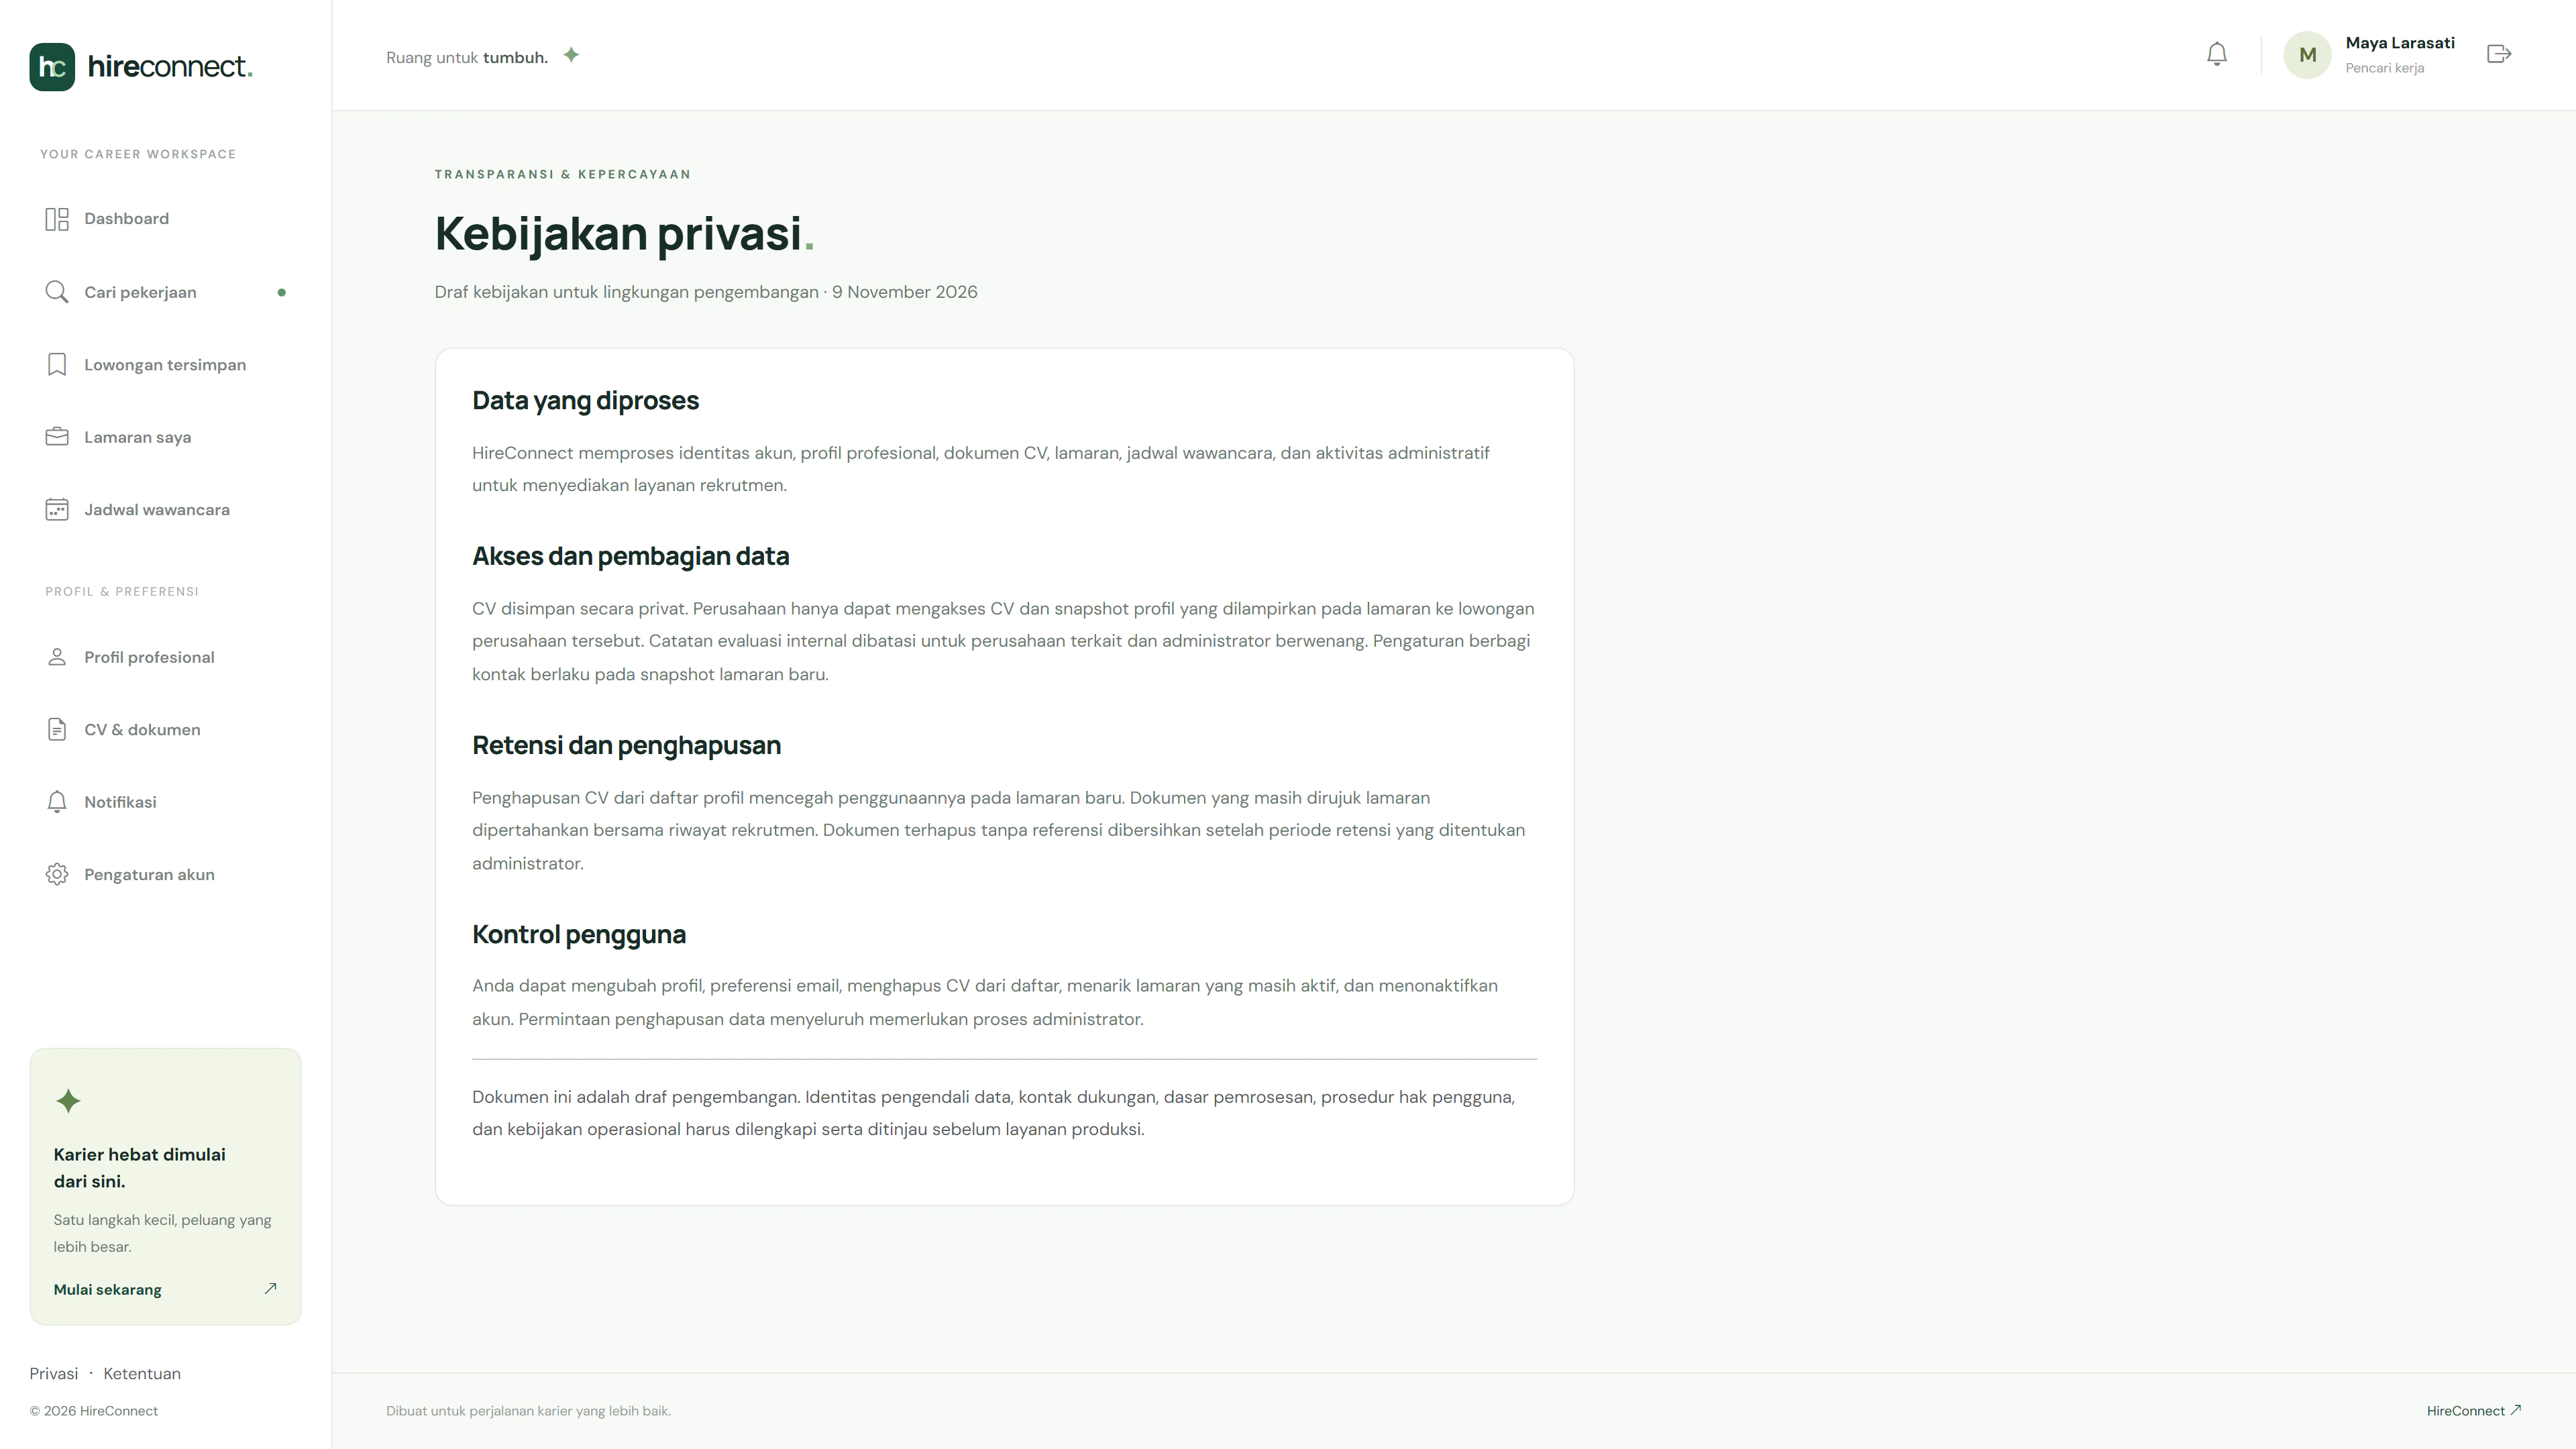 hc hireconnect.
YOUR CAREER WORKSPACE
Dashboard
Cari pekerjaan
Lowongan tersimpan
Lamaran saya
Jadwal wawancara
PROFIL & PREFERENSI
Profil profesional
CV & dokumen
Notifikasi
Pengaturan akun
Karier hebat dimulai
dari sini.
Satu langkah kecil, peluang yang
lebih besar.
Mulai sekarang
Privasi · Ketentuan
© 2026 HireConnect
Ruang untuk tumbuh.
M
Maya Larasati
Pencari kerja
TRANSPARANSI & KEPERCAYAAN
Kebijakan privasi.
Draf kebijakan untuk lingkungan pengembangan · 9 November 2026
Data yang diproses
HireConnect memproses identitas akun, profil profesional, dokumen CV, lamaran, jadwal wawancara, dan aktivitas administratif
untuk menyediakan layanan rekrutmen.
Akses dan pembagian data
CV disimpan secara privat. Perusahaan hanya dapat mengakses CV dan snapshot profil yang dilampirkan pada lamaran ke lowongan
perusahaan tersebut. Catatan evaluasi internal dibatasi untuk perusahaan terkait dan administrator berwenang. Pengaturan berbagi
kontak berlaku pada snapshot lamaran baru.
Retensi dan penghapusan
Penghapusan CV dari daftar profil mencegah penggunaannya pada lamaran baru. Dokumen yang masih dirujuk lamaran
dipertahankan bersama riwayat rekrutmen. Dokumen terhapus tanpa referensi dibersihkan setelah periode retensi yang ditentukan
administrator.
Kontrol pengguna
Anda dapat mengubah profil, preferensi email, menghapus CV dari daftar, menarik lamaran yang masih aktif, dan menonaktifkan
akun. Permintaan penghapusan data menyeluruh memerlukan proses administrator.
Dokumen ini adalah draf pengembangan. Identitas pengendali data, kontak dukungan, dasar pemrosesan, prosedur hak pengguna,
dan kebijakan operasional harus dilengkapi serta ditinjau sebelum layanan produksi.
Dibuat untuk perjalanan karier yang lebih baik.
HireConnect